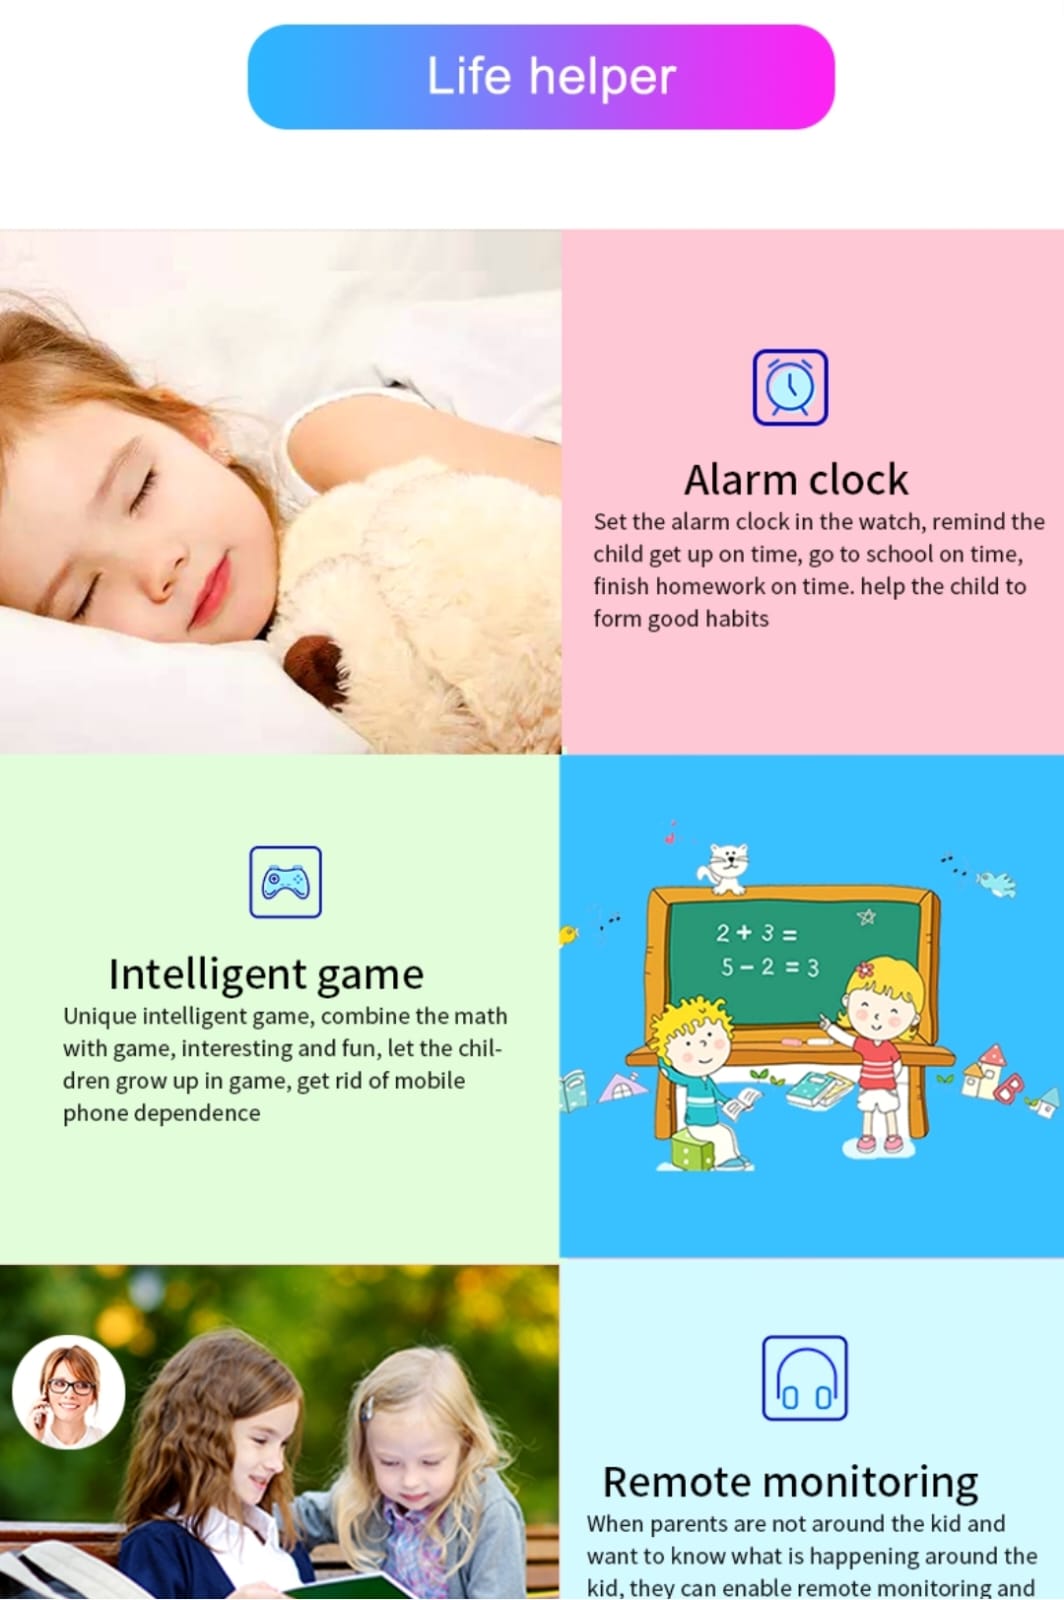 Life helper
Alarm clock
Set the alarm clock in the watch, remind the
child get up on time, go to school on time,
finish homework on time. help the child to
form good habits
2 + 3 =
5 - 2 = 3
Intelligent game
Unique intelligent game, combine the math
with game, interesting and fun, let the chil-
dren grow up in game, get rid of mobile
phone dependence
Remote monitoring
When parents are not around the kid and
want to know what is happening around the
kid, they can enable remote monitoring and